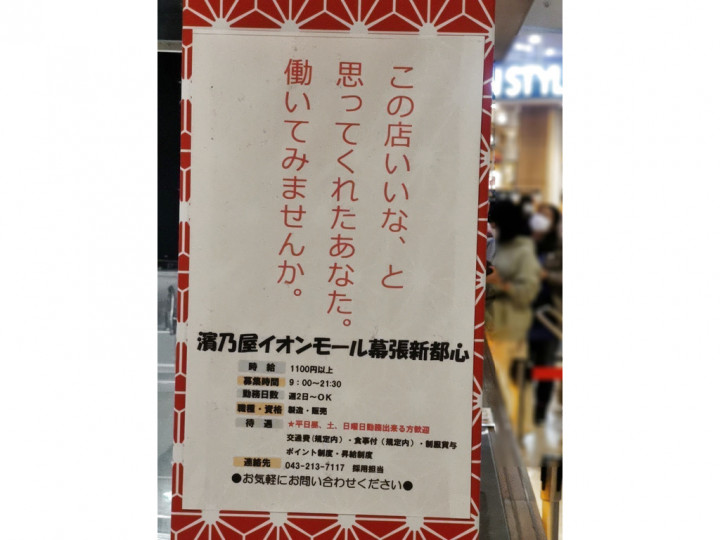 この店いいな、と
思ってくれたあなた。
働いてみませんか。
濱乃屋イオンモール幕張新都心
時　給　1100円以上
募集時間　9：00～21:30
勤務日数　週2日～OK
職種・資格　製造・販売
待　遇　★平日昼、土、日曜日勤務出来る方歓迎
交通費(規定内)・食事付(規定内)・制服貸与
ポイント制度・昇給制度
連絡先　043-213-7117　採用担当
●お気軽にお問い合わせください●
N STYL